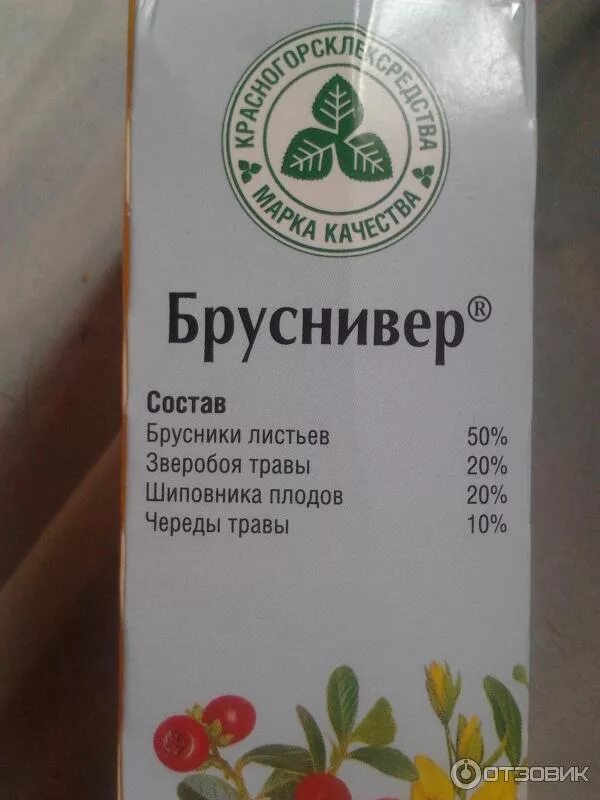 КРАСНОГОРСКЛЕКСРЕДСТВА
МАРКА КАЧЕСТВА
Бруснивер®
Состав
Брусники листьев 50%
Зверобоя травы 20%
Шиповника плодов 20%
Череды травы 10%
ОТЗОВИК